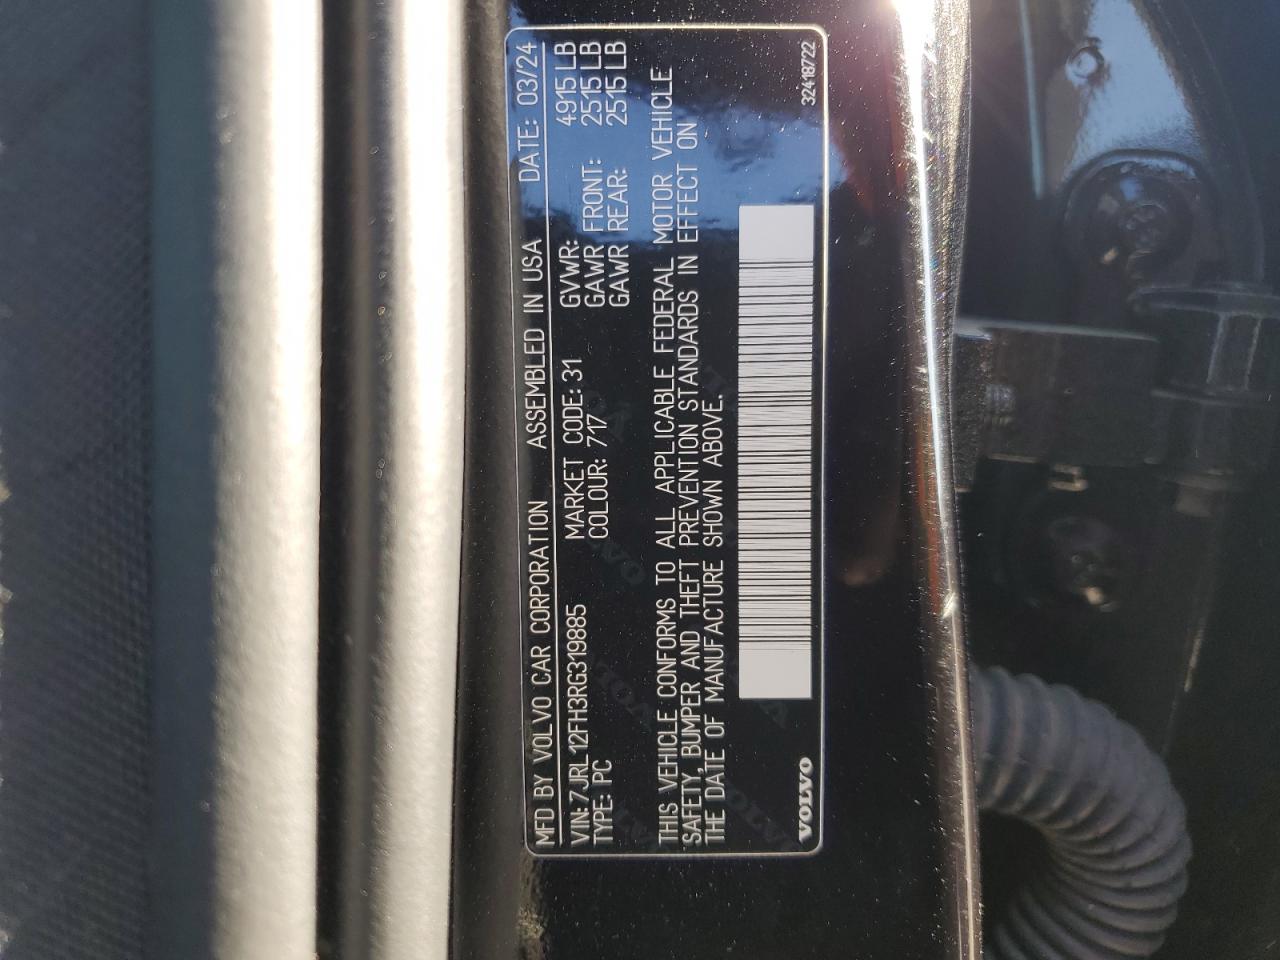 MFD BY VOLVO CAR CORPORATION ASSEMBLED IN USA DATE: 03/24
VIN: 7JRL12FH3RG319885 MARKET CODE: 31 GVWR: 4915 LB
TYPE: PC COLOUR: 717 GAWR FRONT: 2515 LB
GAWR REAR: 2515 LB
THIS VEHICLE CONFORMS TO ALL APPLICABLE FEDERAL MOTOR VEHICLE
SAFETY, BUMPER AND THEFT PREVENTION STANDARDS IN EFFECT ON
THE DATE OF MANUFACTURE SHOWN ABOVE.
VOLVO 32418722